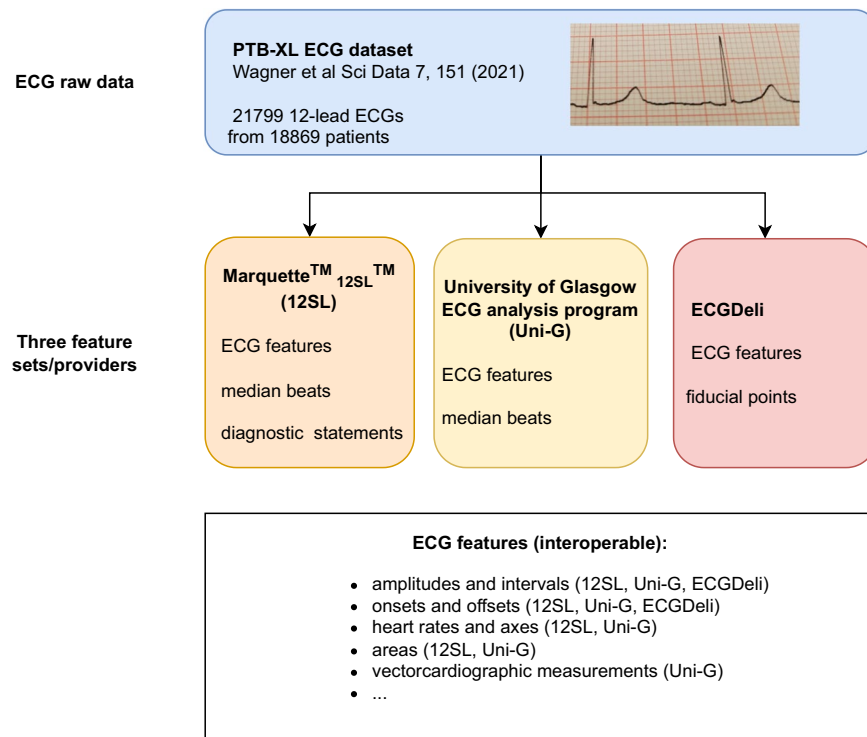 PTB-XL ECG dataset
Wagner et al Sci Data 7, 151 (2021)
ECG raw data
21799 12-lead ECGs
from 18869 patients
Marquette™ 12SL™
(12SL)
ECG features
median beats
diagnostic statements
University of Glasgow
ECG analysis program
(Uni-G)
ECG features
median beats
ECGDeli
ECG features
fiducial points
Three feature
sets/providers
ECG features (interoperable):
• amplitudes and intervals (12SL, Uni-G, ECGDeli)
• onsets and offsets (12SL, Uni-G, ECGDeli)
• heart rates and axes (12SL, Uni-G)
• areas (12SL, Uni-G)
• vectorcardiographic measurements (Uni-G)
• ...